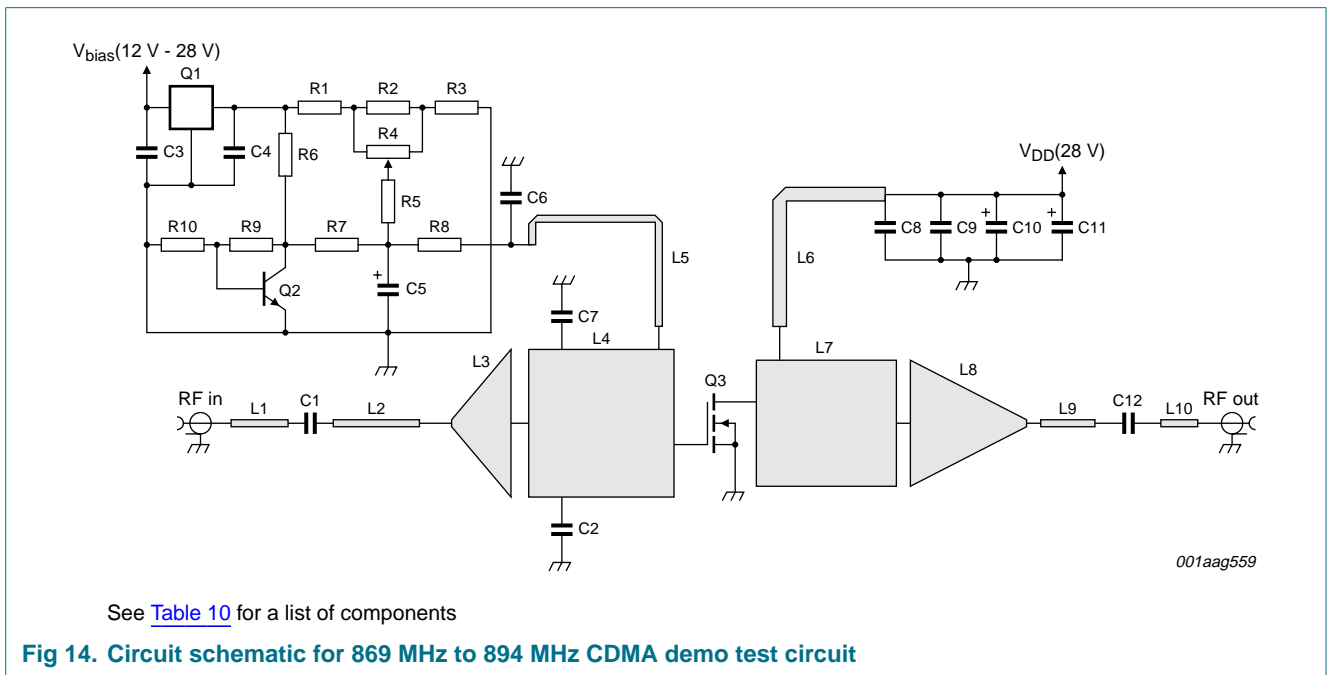 V_bias(12 V - 28 V)
Q1
R1
R2
R3
R4
C3
C4
R6
R5
C6
V_DD(28 V)
R10
R9
R7
R8
C8
C9
+
C10
+
C11
L6
L5
Q2
+
C5
C7
L4
L3
L7
L8
Q3
RF in
L1
C1
L2
L9
C12
L10
RF out
C2
001aag559
See Table 10 for a list of components
Fig 14. Circuit schematic for 869 MHz to 894 MHz CDMA demo test circuit